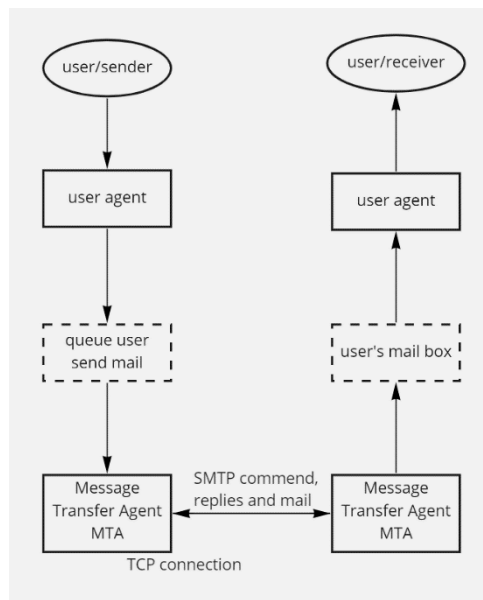 user/sender
user/receiver
user agent
user agent
queue user
send mail
user's mail box
SMTP commend,
replies and mail
Message
Transfer Agent
MTA
Message
Transfer Agent
MTA
TCP connection